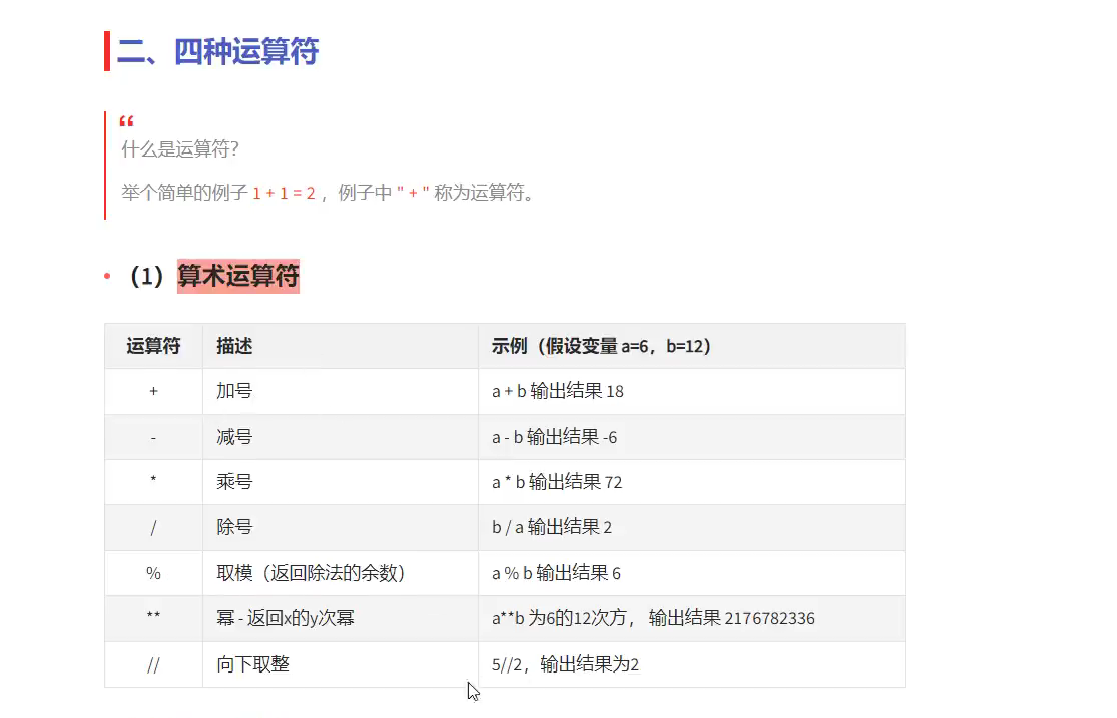 二、四种运算符
“
什么是运算符？
举个简单的例子 1 + 1 = 2 ，例子中 " + " 称为运算符。
（1）算术运算符
运算符 描述 示例（假设变量 a=6，b=12）
+ 加号 a + b 输出结果 18
- 减号 a - b 输出结果 -6
* 乘号 a * b 输出结果 72
/ 除号 b / a 输出结果 2
% 取模（返回除法的余数） a % b 输出结果 6
** 幂 - 返回x的y次幂 a**b 为6的12次方， 输出结果 2176782336
// 向下取整 5//2，输出结果为2